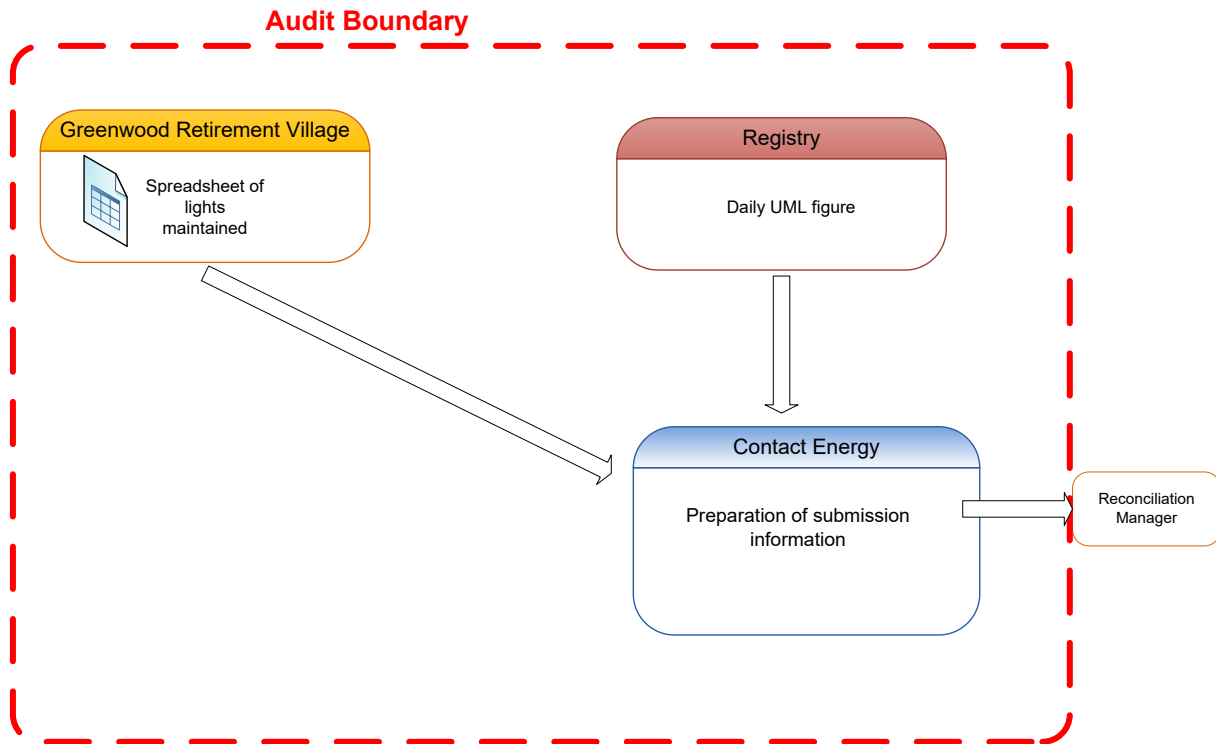 Audit Boundary
Greenwood Retirement Village
Spreadsheet of
lights
maintained
Registry
Daily UML figure
Contact Energy
Preparation of submission
information
Reconciliation
Manager